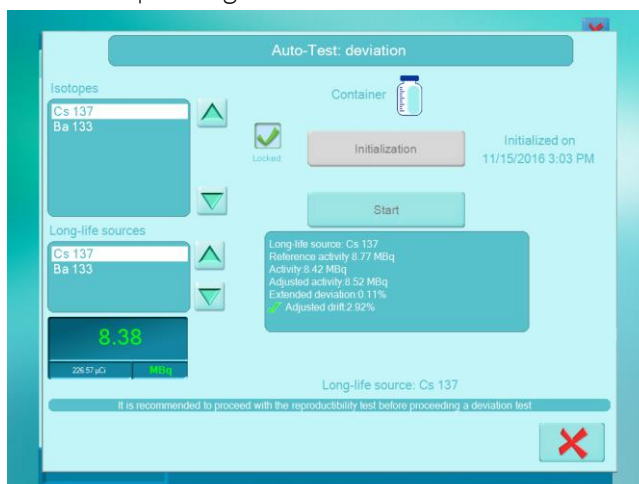 Auto-Test: deviation
Isotopes
Cs 137
Ba 133
Container
Locked
Initialization
Initialized on
11/15/2016 3:03 PM
Start
Long-life sources
Cs 137
Ba 133
Long-life source: Cs 137
Reference activity 8.77 MBq
Activity:8.42 MBq
Adjusted activity:8.52 MBq
Extended deviation:0.11%
Adjusted drift:2.92%
8.38
226.57 µCi
MBq
Long-life source: Cs 137
It is recommended to proceed with the reproductibility test before proceeding a deviation test